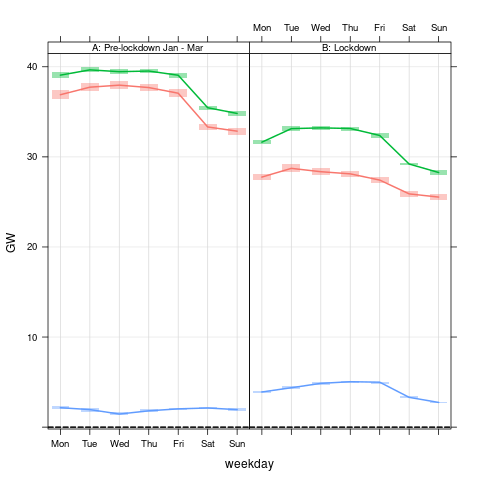 Mon Tue Wed Thu Fri Sat Sun
A: Pre-lockdown Jan - Mar B: Lockdown
40
30
20
10
GW
Mon Tue Wed Thu Fri Sat Sun
weekday